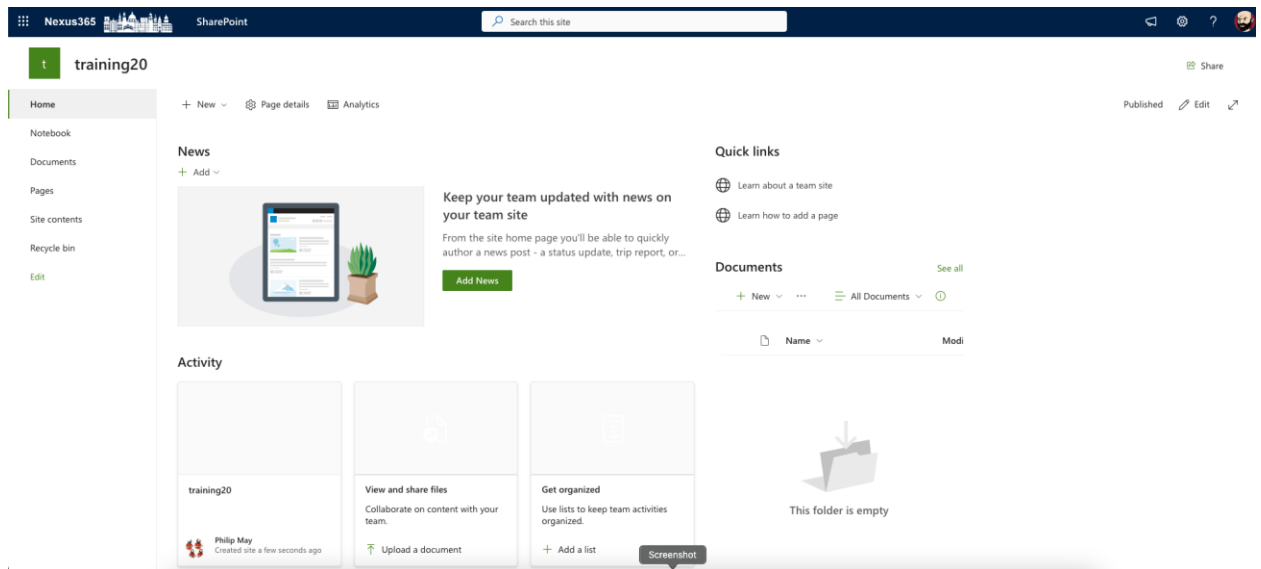 Nexus365
SharePoint
Search this site
?
t
training20
Share
Home
Notebook
Documents
Pages
Site contents
Recycle bin
Edit
+ New
Page details
Analytics
Published
Edit
News
+ Add
Keep your team updated with news on
your team site
From the site home page you'll be able to quickly
author a news post - a status update, trip report, or...
Add News
Quick links
Learn about a team site
Learn how to add a page
Documents
See all
+ New
...
All Documents
Name
Modi
This folder is empty
Activity
training20
Philip May
Created site a few seconds ago
View and share files
Collaborate on content with your
team.
Upload a document
Get organized
Use lists to keep team activities
organized.
+ Add a list
Screenshot